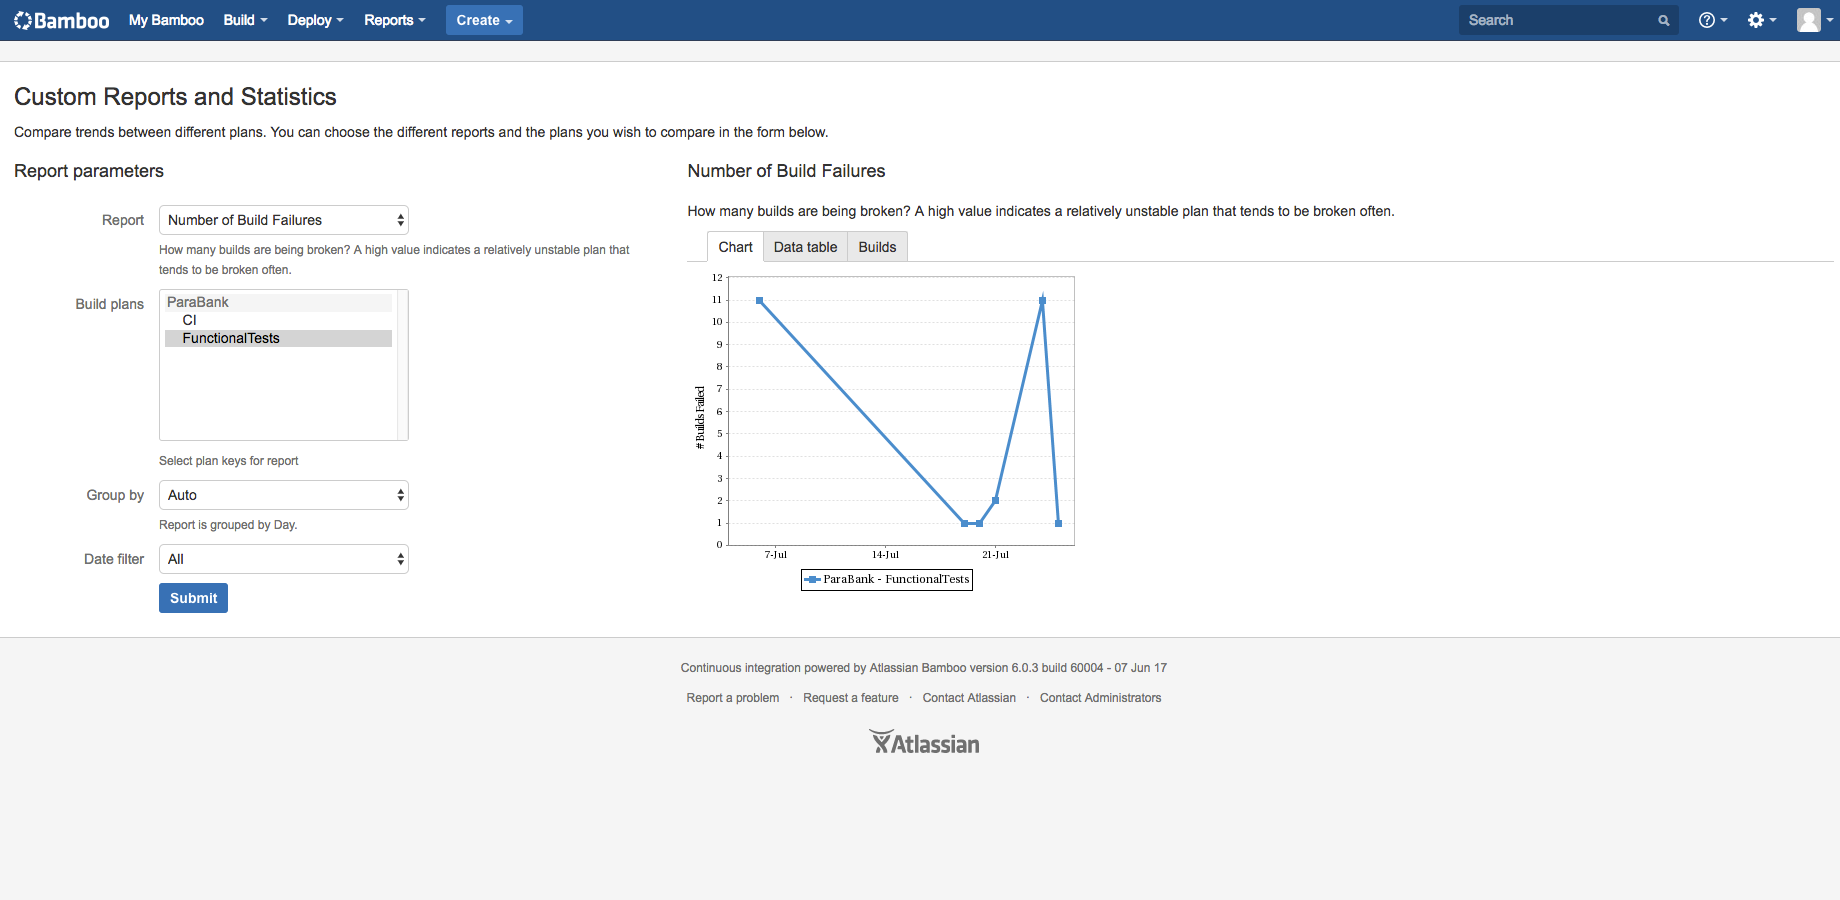 Bamboo My Bamboo Build Deploy Reports Create Search
Custom Reports and Statistics
Compare trends between different plans. You can choose the different reports and the plans you wish to compare in the form below.
Report parameters
Report Number of Build Failures
How many builds are being broken? A high value indicates a relatively unstable plan that
tends to be broken often.
Build plans ParaBank
CI
FunctionalTests
Select plan keys for report
Group by Auto
Report is grouped by Day.
Date filter All
Submit
Number of Build Failures
How many builds are being broken? A high value indicates a relatively unstable plan that tends to be broken often.
Chart Data table Builds
12
11
10
9
8
7
6
5
4
3
2
1
0
# Builds Failed
7-Jul 14-Jul 21-Jul
ParaBank - FunctionalTests
Continuous integration powered by Atlassian Bamboo version 6.0.3 build 60004 - 07 Jun 17
Report a problem · Request a feature · Contact Atlassian · Contact Administrators
Atlassian